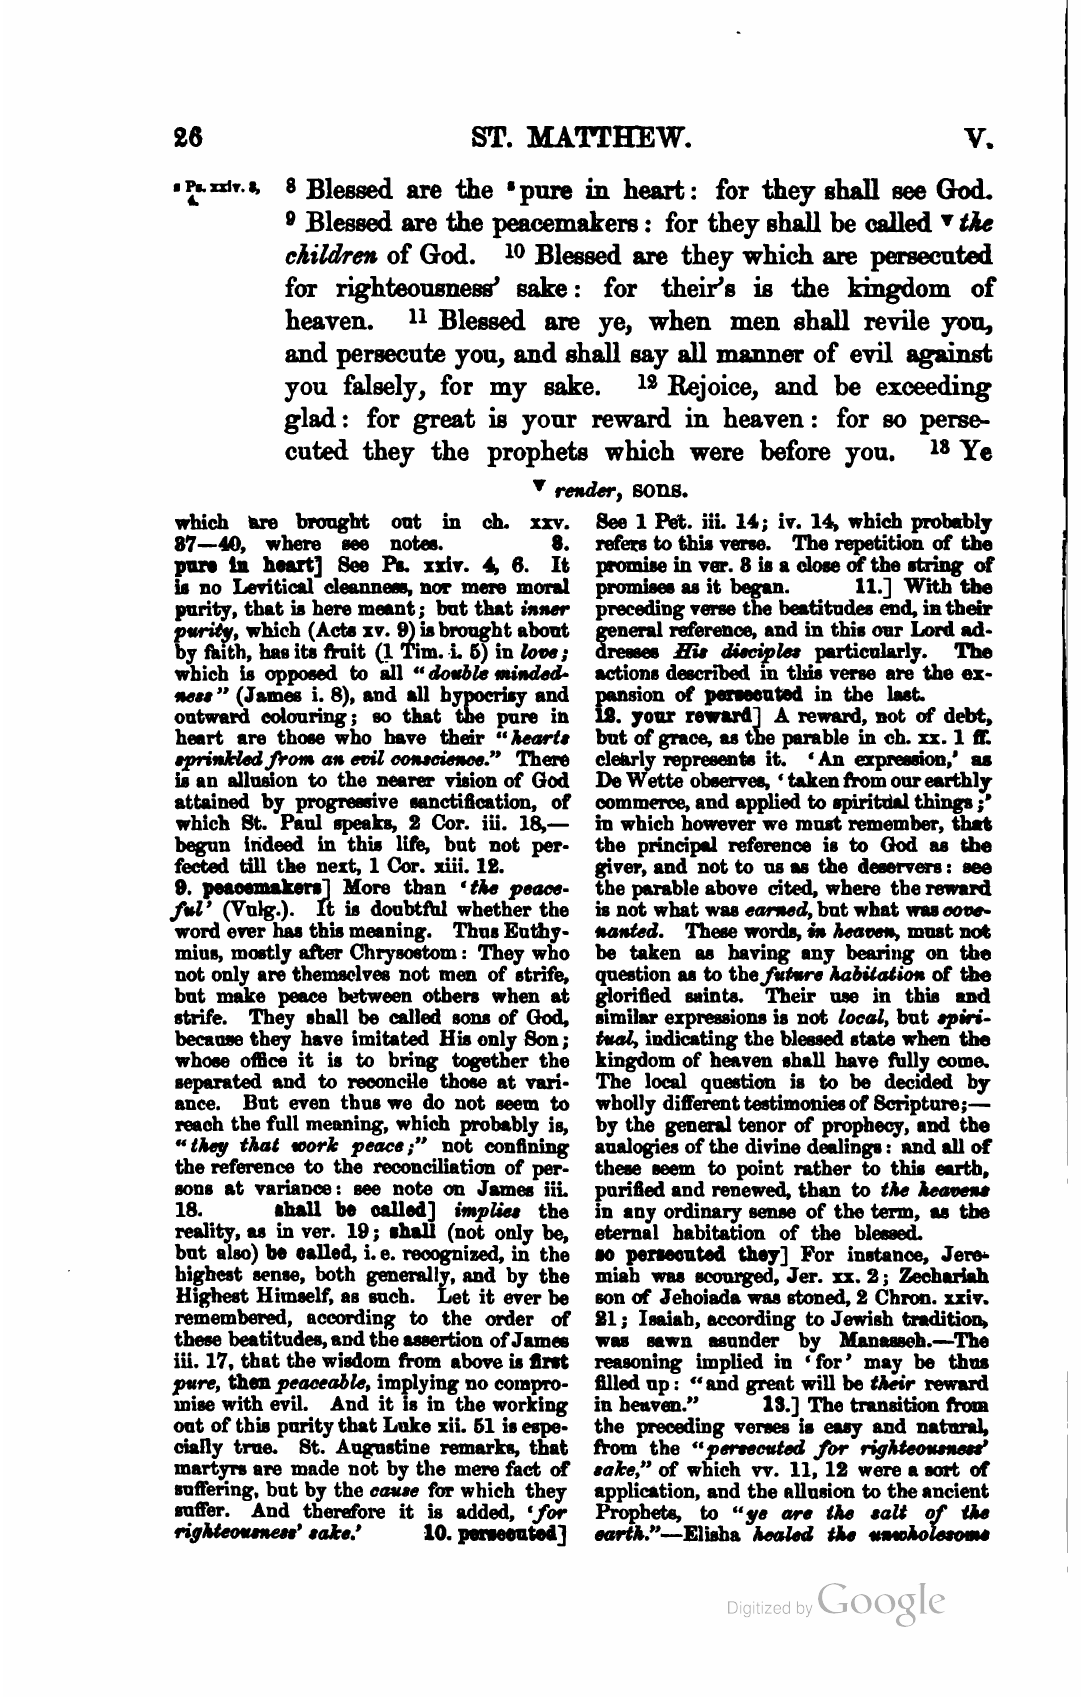 26 ST. MATTHEW. V.
s Ps. xxiv. 3, 4.
8 Blessed are the s pure in heart: for they shall see God.
9 Blessed are the peacemakers: for they shall be called ▼ the
children of God. 10 Blessed are they which are persecuted
for righteousness' sake: for their's is the kingdom of
heaven. 11 Blessed are ye, when men shall revile you,
and persecute you, and shall say all manner of evil against
you falsely, for my sake. 12 Rejoice, and be exceeding
glad: for great is your reward in heaven: for so perse-
cuted they the prophets which were before you. 13 Ye
▼ render, sons.
which are brought out in ch. xxv.
37—40, where see notes. 8.
pure in heart] See Ps. xxiv. 4, 6. It
is no Levitical cleanness, nor mere moral
purity, that is here meant; but that inner
purity, which (Acts xv. 9) is brought about
by faith, has its fruit (1 Tim. i. 5) in love;
which is opposed to all "double minded-
ness" (James i. 8), and all hypocrisy and
outward colouring; so that the pure in
heart are those who have their "hearts
sprinkled from an evil conscience." There
is an allusion to the nearer vision of God
attained by progressive sanctification, of
which St. Paul speaks, 2 Cor. iii. 18,—
begun indeed in this life, but not per-
fected till the next, 1 Cor. xiii. 12.
9. peacemakers] More than 'the peace-
ful' (Vulg.). It is doubtful whether the
word ever has this meaning. Thus Euthy-
mius, mostly after Chrysostom: They who
not only are themselves not men of strife,
but make peace between others when at
strife. They shall be called sons of God,
because they have imitated His only Son;
whose office it is to bring together the
separated and to reconcile those at vari-
ance. But even thus we do not seem to
reach the full meaning, which probably is,
"they that work peace;" not confining
the reference to the reconciliation of per-
sons at variance: see note on James iii.
18. shall be called] implies the
reality, as in ver. 19; shall (not only be,
but also) be called, i. e. recognized, in the
highest sense, both generally, and by the
Highest Himself, as such. Let it ever be
remembered, according to the order of
these beatitudes, and the assertion of James
iii. 17, that the wisdom from above is first
pure, then peaceable, implying no compro-
mise with evil. And it is in the working
out of this purity that Luke xii. 51 is espe-
cially true. St. Augustine remarks, that
martyrs are made not by the mere fact of
suffering, but by the cause for which they
suffer. And therefore it is added, 'for
righteousness' sake.' 10. persecuted]
See 1 Pet. iii. 14; iv. 14, which probably
refers to this verse. The repetition of the
promise in ver. 3 is a close of the string of
promises as it began. 11.] With the
preceding verse the beatitudes end, in their
general reference, and in this our Lord ad-
dresses His disciples particularly. The
actions described in this verse are the ex-
pansion of persecuted in the last.
12. your reward] A reward, not of debt,
but of grace, as the parable in ch. xx. 1 ff.
clearly represents it. 'An expression,' as
De Wette observes, 'taken from our earthly
commerce, and applied to spiritual things;'
in which however we must remember, that
the principal reference is to God as the
giver, and not to us as the deservers: see
the parable above cited, where the reward
is not what was earned, but what was cove-
nanted. These words, in heaven, must not
be taken as having any bearing on the
question as to the future habitation of the
glorified saints. Their use in this and
similar expressions is not local, but spiri-
tual, indicating the blessed state when the
kingdom of heaven shall have fully come.
The local question is to be decided by
wholly different testimonies of Scripture;—
by the general tenor of prophecy, and the
analogies of the divine dealings: and all of
these seem to point rather to this earth,
purified and renewed, than to the heavens
in any ordinary sense of the term, as the
eternal habitation of the blessed.
so persecuted they] For instance, Jere-
miah was scourged, Jer. xx. 2; Zechariah
son of Jehoiada was stoned, 2 Chron. xxiv.
21; Isaiah, according to Jewish tradition,
was sawn asunder by Manasseh.—The
reasoning implied in 'for' may be thus
filled up: "and great will be their reward
in heaven." 13.] The transition from
the preceding verses is easy and natural,
from the "persecuted for righteousness'
sake," of which vv. 11, 12 were a sort of
application, and the allusion to the ancient
Prophets, to "ye are the salt of the
earth."—Elisha healed the unwholesome
Digitized by Google